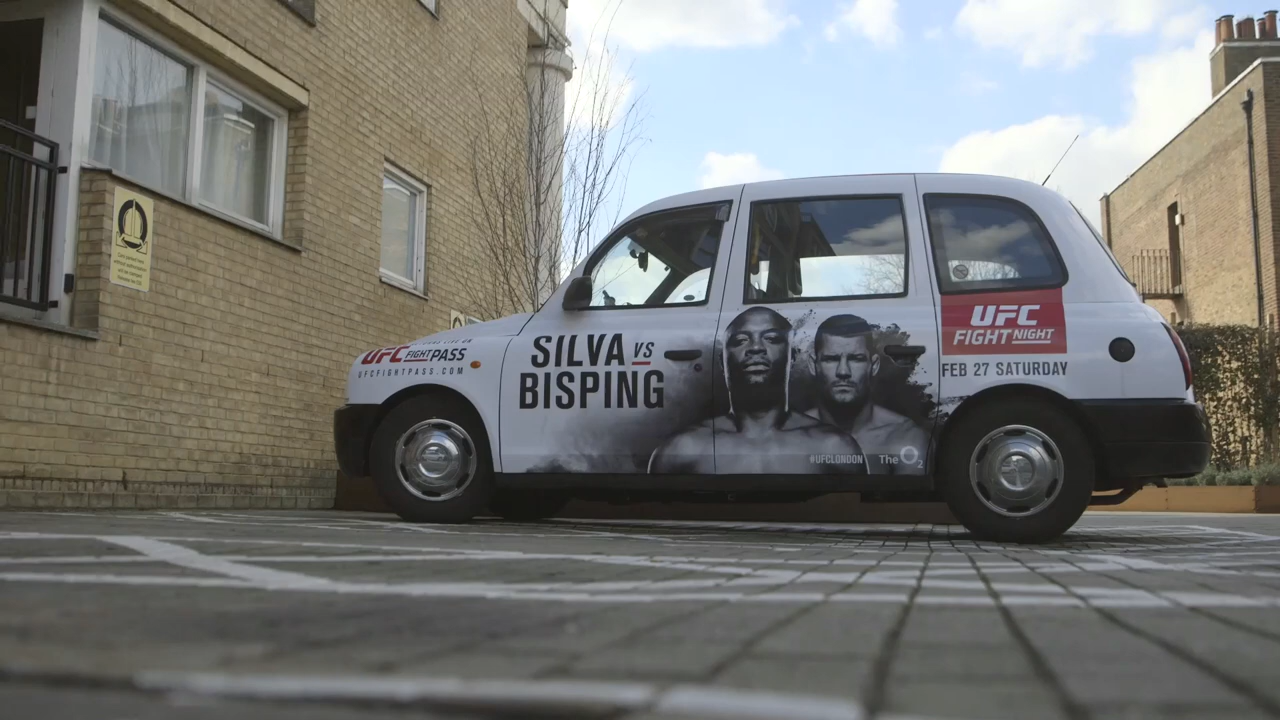 UFC FIGHTPASS
UFCFIGHTPASS.COM
SILVA VS
BISPING
UFC
FIGHT NIGHT
FEB 27 SATURDAY
#UFCLONDON
The O2